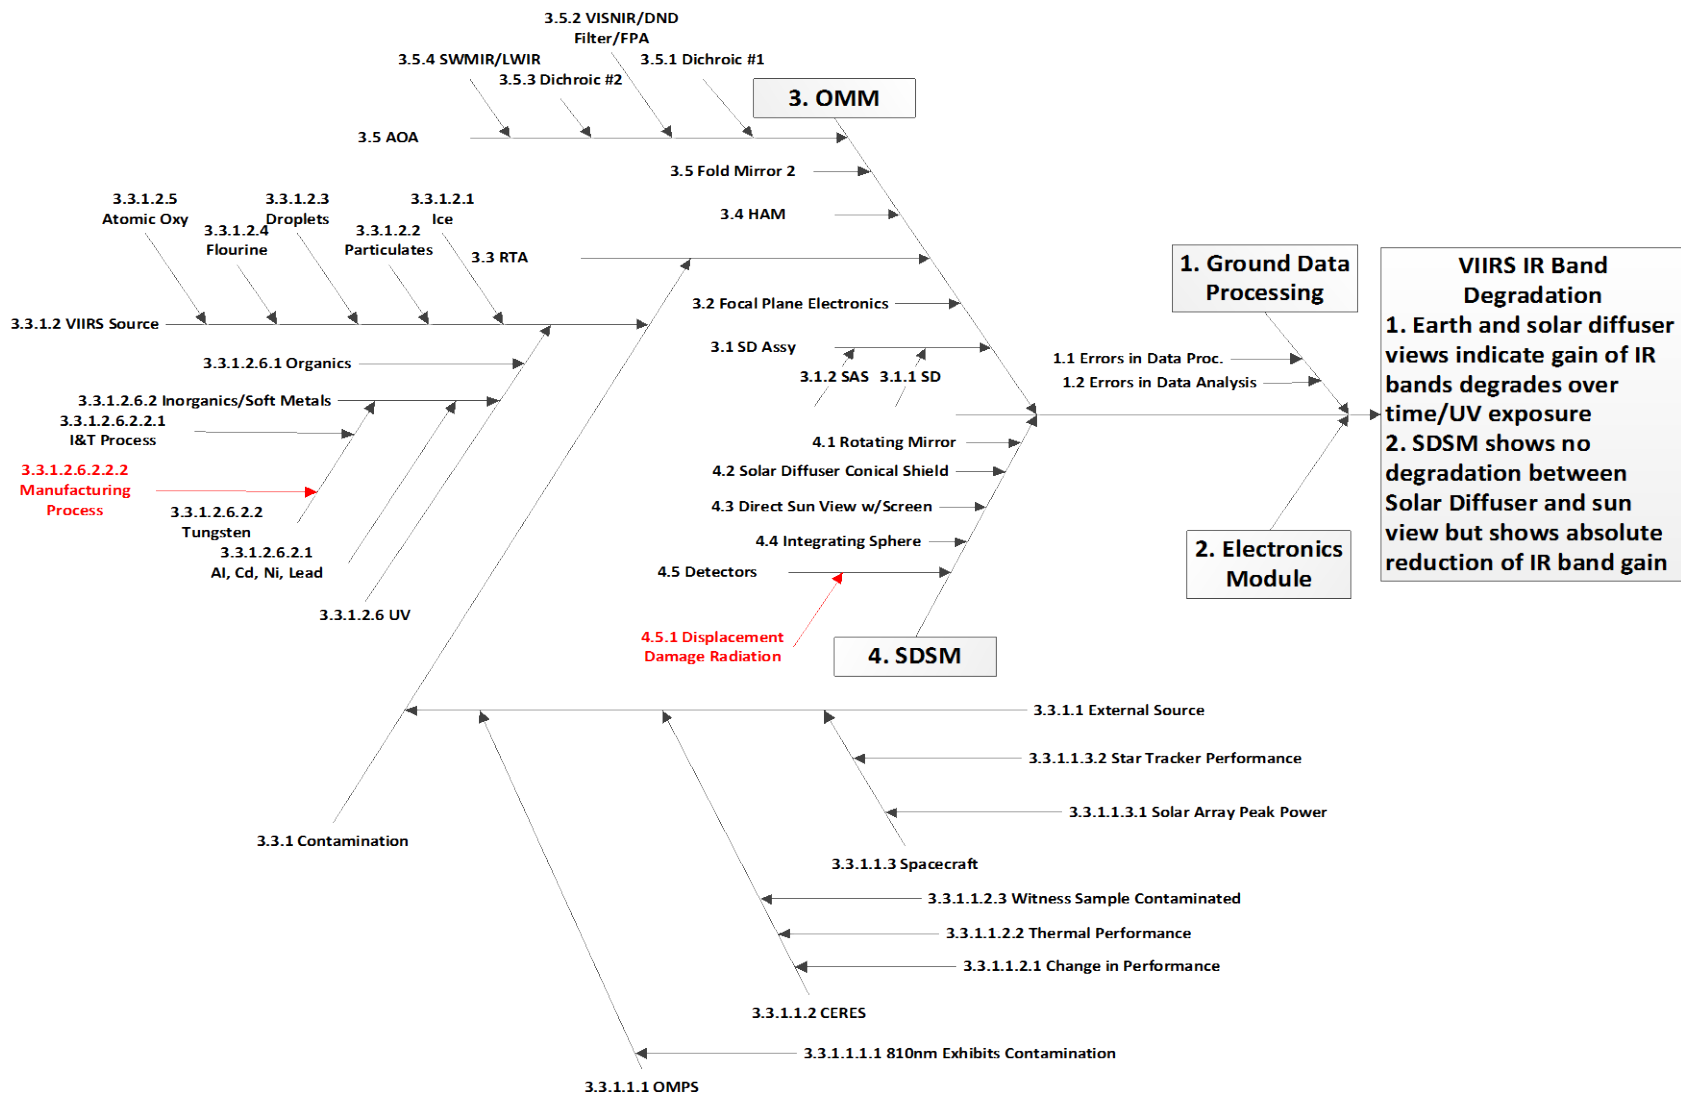 3.5.2 VISNIR/DND
Filter/FPA
3.5.4 SWMIR/LWIR
3.5.3 Dichroic #2
3.5.1 Dichroic #1
3. OMM
3.5 AOA
3.5 Fold Mirror 2
3.4 HAM
3.3 RTA
3.2 Focal Plane Electronics
3.1 SD Assy
3.1.2 SAS
3.1.1 SD
3.3.1.2.5
Atomic Oxy
3.3.1.2.4
Flourine
3.3.1.2.3
Droplets
3.3.1.2.2
Particulates
3.3.1.2.1
Ice
3.3.1.2 VIIRS Source
3.3.1.2.6.1 Organics
3.3.1.2.6.2 Inorganics/Soft Metals
3.3.1.2.6.2.2.1
I&T Process
3.3.1.2.6.2.2.2
Manufacturing
Process
3.3.1.2.6.2.2
Tungsten
3.3.1.2.6.2.1
Al, Cd, Ni, Lead
3.3.1.2.6 UV
1. Ground Data
Processing
1.1 Errors in Data Proc.
1.2 Errors in Data Analysis
2. Electronics
Module
VIIRS IR Band
Degradation
1. Earth and solar diffuser
views indicate gain of IR
bands degrades over
time/UV exposure
2. SDSM shows no
degradation between
Solar Diffuser and sun
view but shows absolute
reduction of IR band gain
4.1 Rotating Mirror
4.2 Solar Diffuser Conical Shield
4.3 Direct Sun View w/Screen
4.4 Integrating Sphere
4.5 Detectors
4.5.1 Displacement
Damage Radiation
4. SDSM
3.3.1.1 External Source
3.3.1.1.3.2 Star Tracker Performance
3.3.1.1.3.1 Solar Array Peak Power
3.3.1 Contamination
3.3.1.1.3 Spacecraft
3.3.1.1.2.3 Witness Sample Contaminated
3.3.1.1.2.2 Thermal Performance
3.3.1.1.2.1 Change in Performance
3.3.1.1.2 CERES
3.3.1.1.1.1 810nm Exhibits Contamination
3.3.1.1.1 OMPS